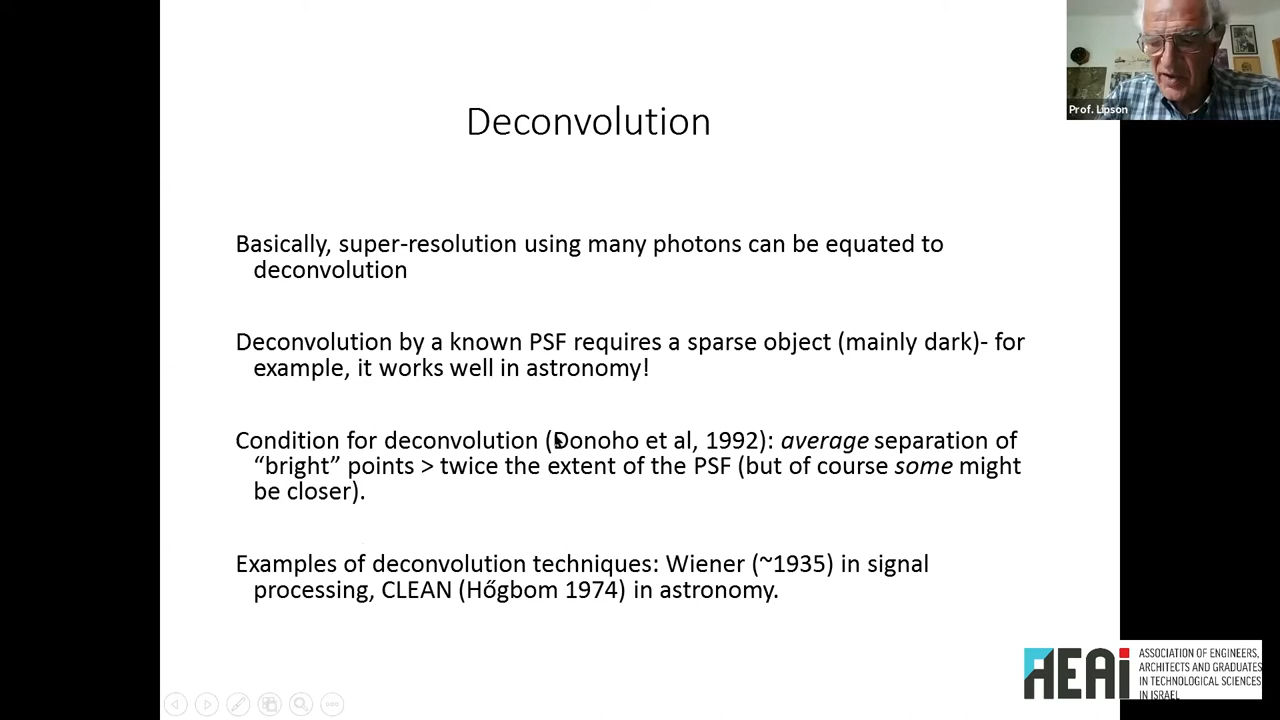 Deconvolution
Prof. Lipson
Basically, super-resolution using many photons can be equated to
deconvolution
Deconvolution by a known PSF requires a sparse object (mainly dark)- for
example, it works well in astronomy!
Condition for deconvolution (Donoho et al, 1992): average separation of
“bright” points > twice the extent of the PSF (but of course some might
be closer).
Examples of deconvolution techniques: Wiener (~1935) in signal
processing, CLEAN (Hőgbom 1974) in astronomy.
AEAi
ASSOCIATION OF ENGINEERS,
ARCHITECTS AND GRADUATES
IN TECHNOLOGICAL SCIENCES
IN ISRAEL